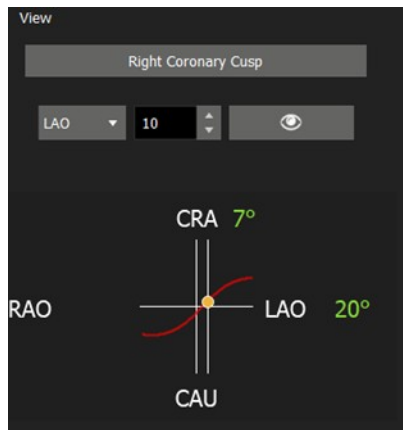 View
Right Coronary Cusp
LAO 10
CRA 7°
RAO LAO 20°
CAU